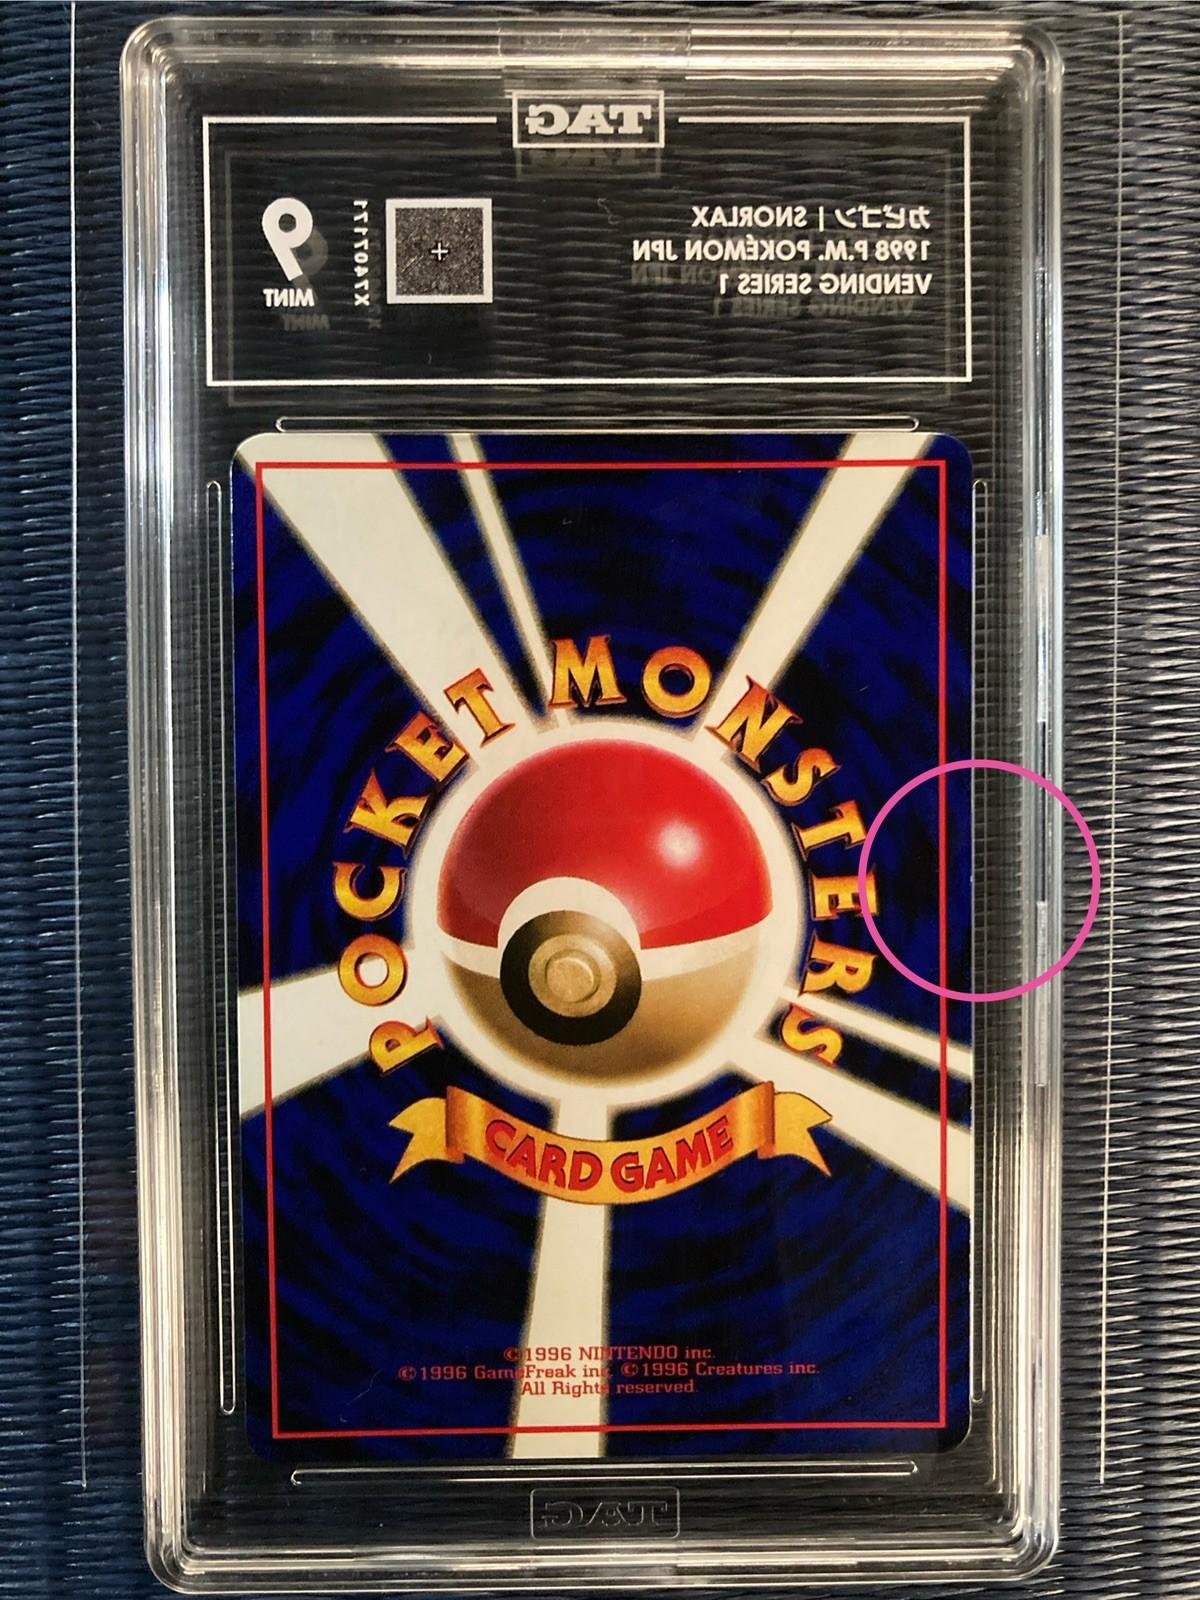 TAG
カビゴン | SNORLAX
1998 P.M. POKÉMON JPN
VENDING SERIES 1
X7040717
9
MINT
POCKET MONSTERS
CARD GAME
©1996 NINTENDO inc.
©1996 GameFreak inc. ©1996 Creatures inc.
All Rights reserved.
TAG